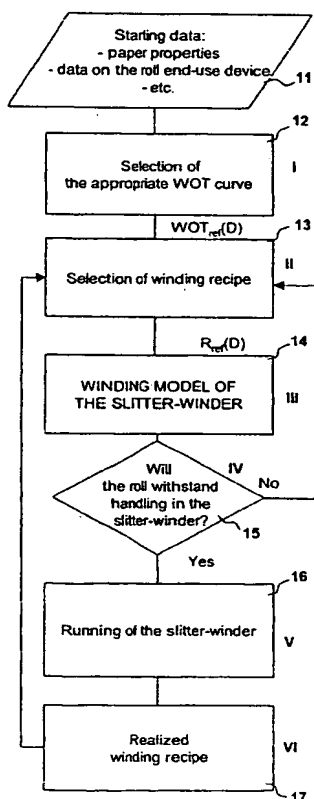 Starting data:
- paper properties
- data on the roll end-use device
- etc.
11
12
Selection of
the appropriate WOT curve
I
WOTref(D)
13
Selection of winding recipe
II
Rref(D)
14
WINDING MODEL OF
THE SLITTER-WINDER
III
Will
the roll withstand
handling in the
slitter-winder?
IV
No
15
Yes
16
Running of the slitter-winder
V
Realized
winding recipe
VI
17